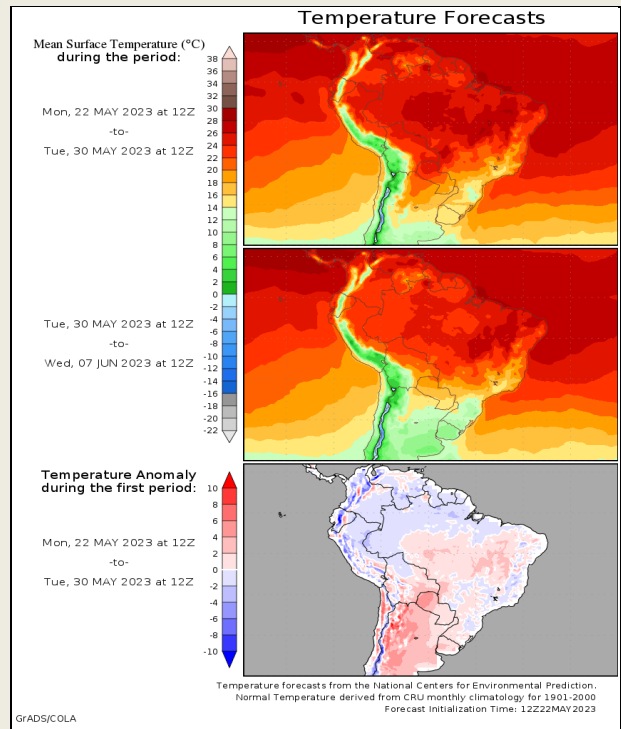 Temperature Forecasts
Mean Surface Temperature (°C)
during the period:
Mon, 22 MAY 2023 at 12Z
-to-
Tue, 30 MAY 2023 at 12Z
38
36
34
32
30
28
26
24
22
20
18
16
14
12
10
8
6
4
2
0
-2
-4
-6
-8
-10
-12
-14
-16
-18
-20
-22
Tue, 30 MAY 2023 at 12Z
-to-
Wed, 07 JUN 2023 at 12Z
Temperature Anomaly
during the first period:
Mon, 22 MAY 2023 at 12Z
-to-
Tue, 30 MAY 2023 at 12Z
10
8
6
4
2
0
-2
-4
-6
-8
-10
Temperature forecasts from the National Centers for Environmental Prediction.
Normal Temperature derived from CRU monthly climatology for 1901-2000
Forecast Initialization Time: 12Z22MAY2023
GrADS/COLA